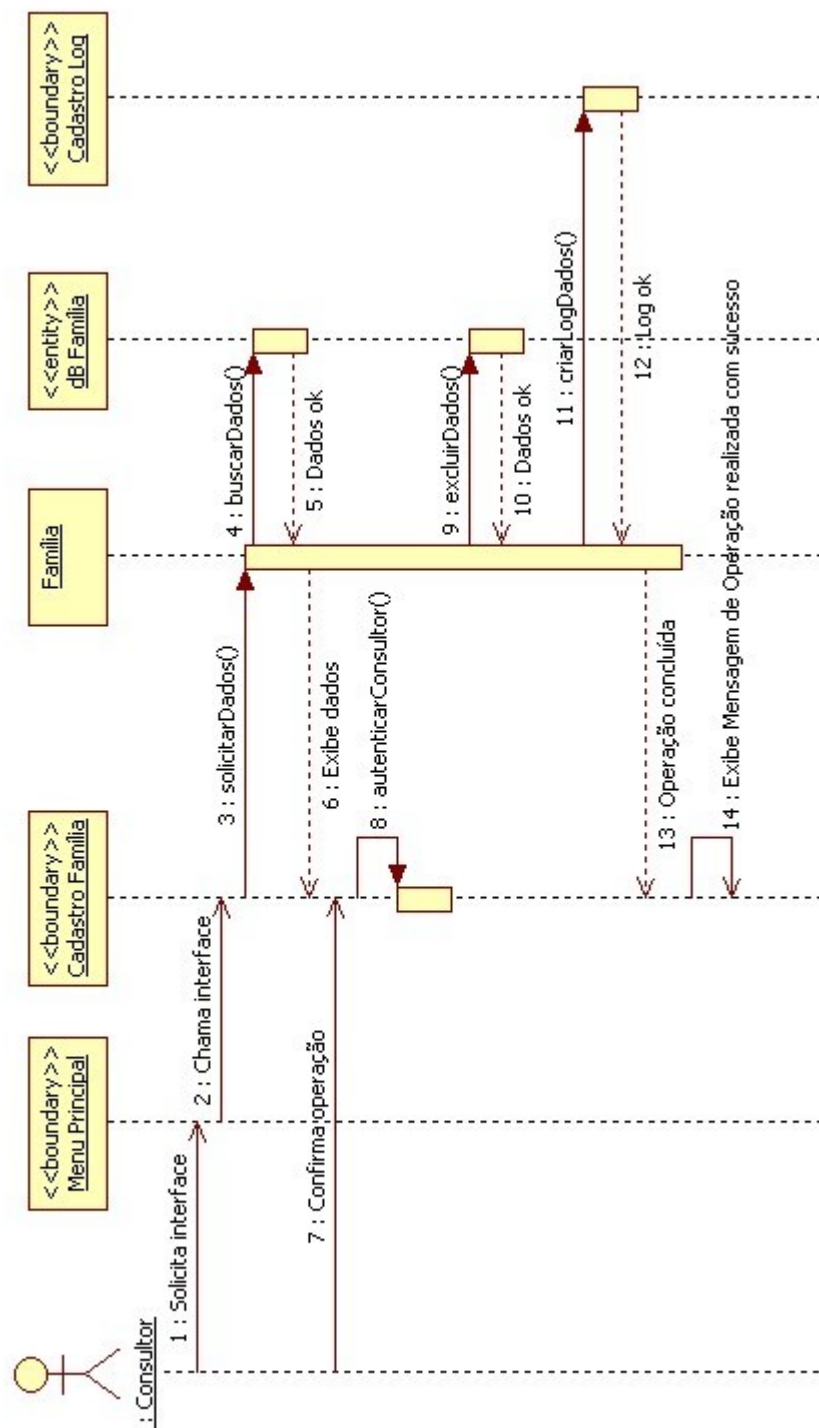 : Consultor
<<boundary>>
Menu Principal
<<boundary>>
Cadastro Família
Família
<<entity>>
dB Família
<<boundary>>
Cadastro Log
1 : Solicita interface
2 : Chama interface
3 : solicitarDados()
4 : buscarDados()
5 : Dados ok
6 : Exibe dados
7 : Confirma operação
8 : autenticarConsultor()
9 : excluirDados()
10 : Dados ok
11 : criarLogDados()
12 : Log ok
13 : Operação concluída
14 : Exibe Mensagem de Operação realizada com sucesso